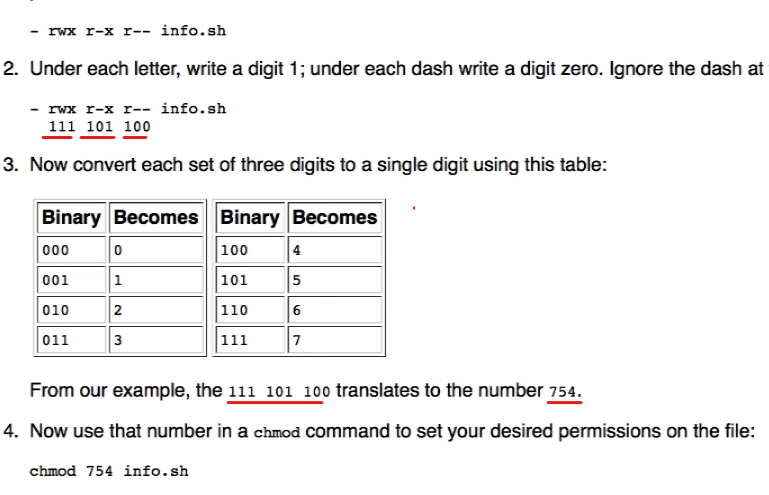 - rwx r-x r-- info.sh
2. Under each letter, write a digit 1; under each dash write a digit zero. Ignore the dash at
- rwx r-x r-- info.sh
111 101 100
3. Now convert each set of three digits to a single digit using this table:
Binary Becomes Binary Becomes
000 0 100 4
001 1 101 5
010 2 110 6
011 3 111 7
From our example, the 111 101 100 translates to the number 754.
4. Now use that number in a chmod command to set your desired permissions on the file:
chmod 754 info.sh